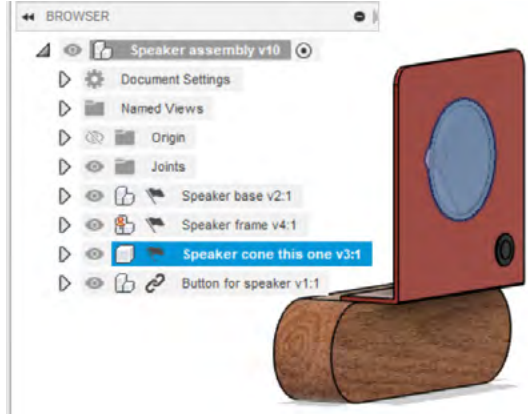 BROWSER
Speaker assembly v10
Document Settings
Named Views
Origin
Joints
Speaker base v2:1
Speaker frame v4:1
Speaker cone this one v3:1
Button for speaker v1:1